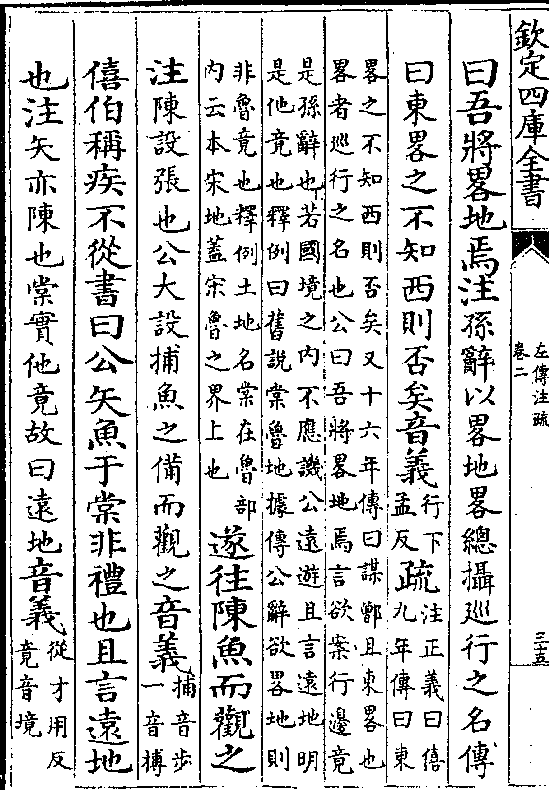 欽定四庫全書
左傳注疏
卷二
三十五
曰吾將畧地焉注孫辭以畧地畧總攝巡行之名傳
曰東畧之不知西則否矣音義行下孟反疏注正義曰僖九年傳曰東
畧之不知西則否矣又十六年傳曰謀鄫且東畧也
畧者巡行之名也公曰吾將畧地焉言欲案行邊竟
是孫辭也若國境之内不應譏公遠遊且言遠地明
是他竟也釋例曰舊說棠魯地據傳公辭欲畧地則
非魯竟也釋例土地名棠在魯部
内云本宋地蓋宋魯之界上也遂往陳魚而觀之
注陳設張也公大設捕魚之備而觀之音義捕音步一音搏
僖伯稱疾不從書曰公矢魚于棠非禮也且言遠地
也注矢亦陳也棠實他竟故曰遠地音義從才用反竟音境